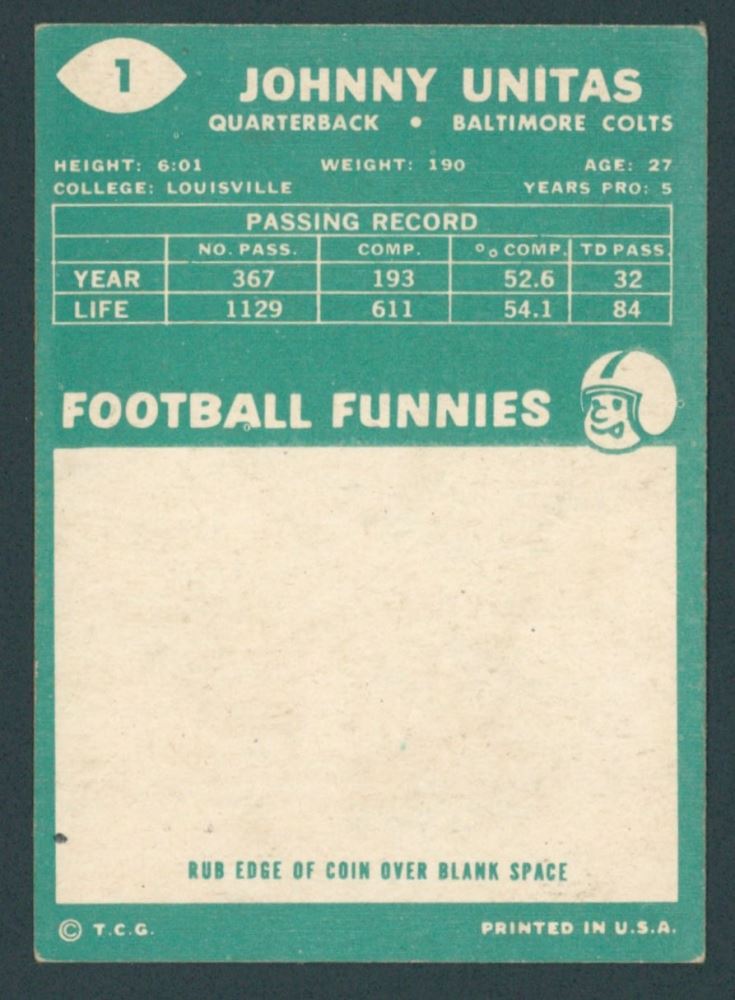 1
JOHNNY UNITAS
QUARTERBACK • BALTIMORE COLTS
HEIGHT: 6:01 WEIGHT: 190 AGE: 27
COLLEGE: LOUISVILLE YEARS PRO: 5
PASSING RECORD
NO. PASS. COMP. % COMP. TD PASS.
YEAR 367 193 52.6 32
LIFE 1129 611 54.1 84
FOOTBALL FUNNIES
RUB EDGE OF COIN OVER BLANK SPACE
© T.C.G. PRINTED IN U.S.A.